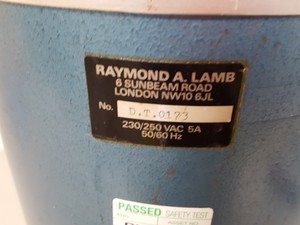 RAYMOND A. LAMB
6 SUNBEAM ROAD
LONDON NW10 6JL
No. D.T.0173
230/250 VAC 5A
50/60 Hz
PASSED SAFETY TEST